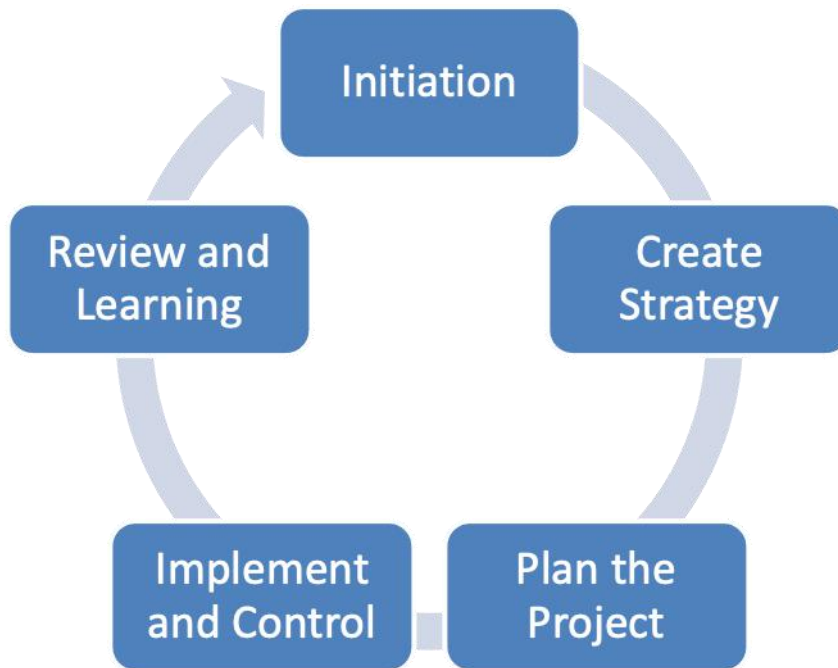 Initiation
Create
Strategy
Plan the
Project
Implement
and Control
Review and
Learning